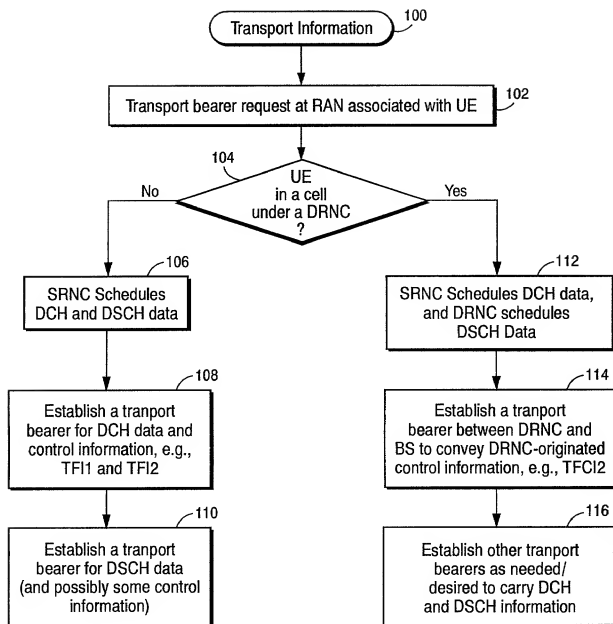 Transport Information
100
Transport bearer request at RAN associated with UE
102
104
UE
in a cell
under a DRNC
?
No
Yes
106
SRNC Schedules
DCH and DSCH data
112
SRNC Schedules DCH data,
and DRNC schedules
DSCH Data
108
Establish a tranport
bearer for DCH data and
control information, e.g.,
TFI1 and TFI2
114
Establish a tranport
bearer between DRNC and
BS to convey DRNC-originated
control information, e.g., TFCI2
110
Establish a tranport
bearer for DSCH data
(and possibly some control
information)
116
Establish other tranport
bearers as needed/
desired to carry DCH
and DSCH information